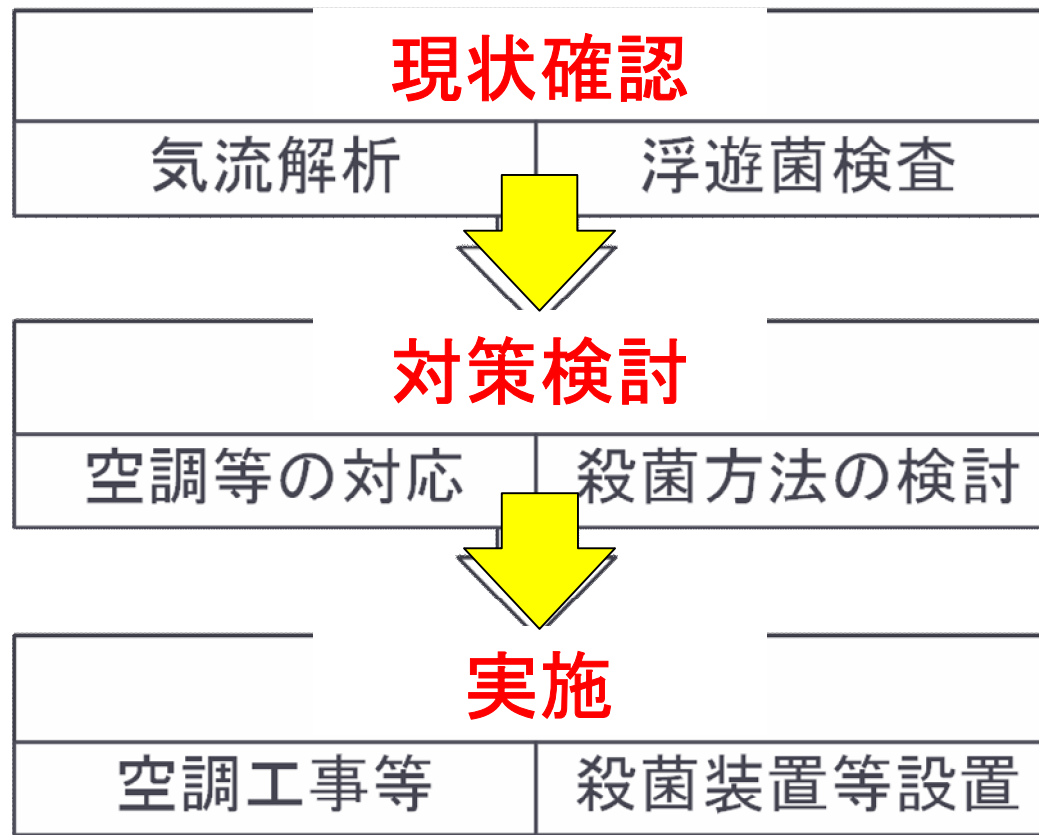 現状確認
気流解析 浮遊菌検査
対策検討
空調等の対応 殺菌方法の検討
実施
空調工事等 殺菌装置等設置